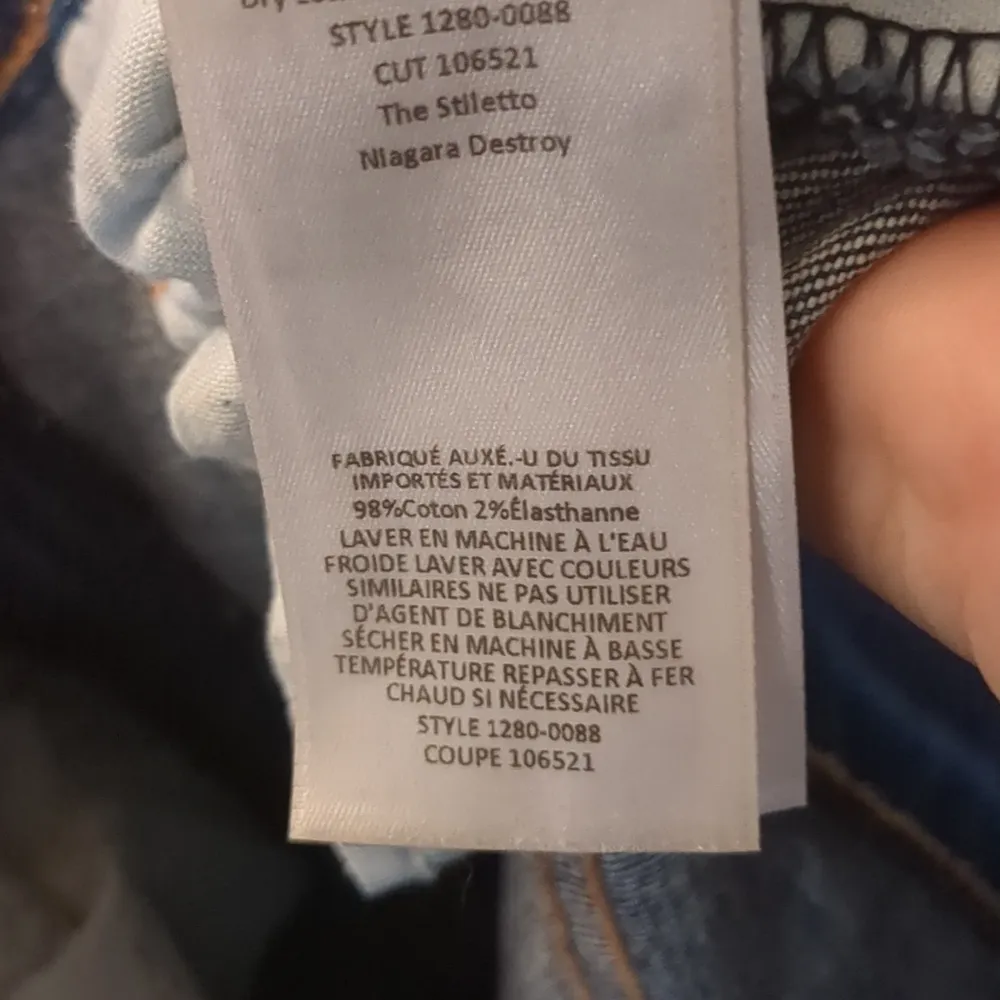 Dry
STYLE 1280-0088
CUT 106521
The Stiletto
Niagara Destroy
FABRIQUÉ AUXÉ.-U DU TISSU
IMPORTÉS ET MATÉRIAUX
98%Coton 2%Élasthanne
LAVER EN MACHINE À L'EAU
FROIDE LAVER AVEC COULEURS
SIMILAIRES NE PAS UTILISER
D'AGENT DE BLANCHIMENT
SÉCHER EN MACHINE À BASSE
TEMPÉRATURE REPASSER À FER
CHAUD SI NÉCESSAIRE
STYLE 1280-0088
COUPE 106521